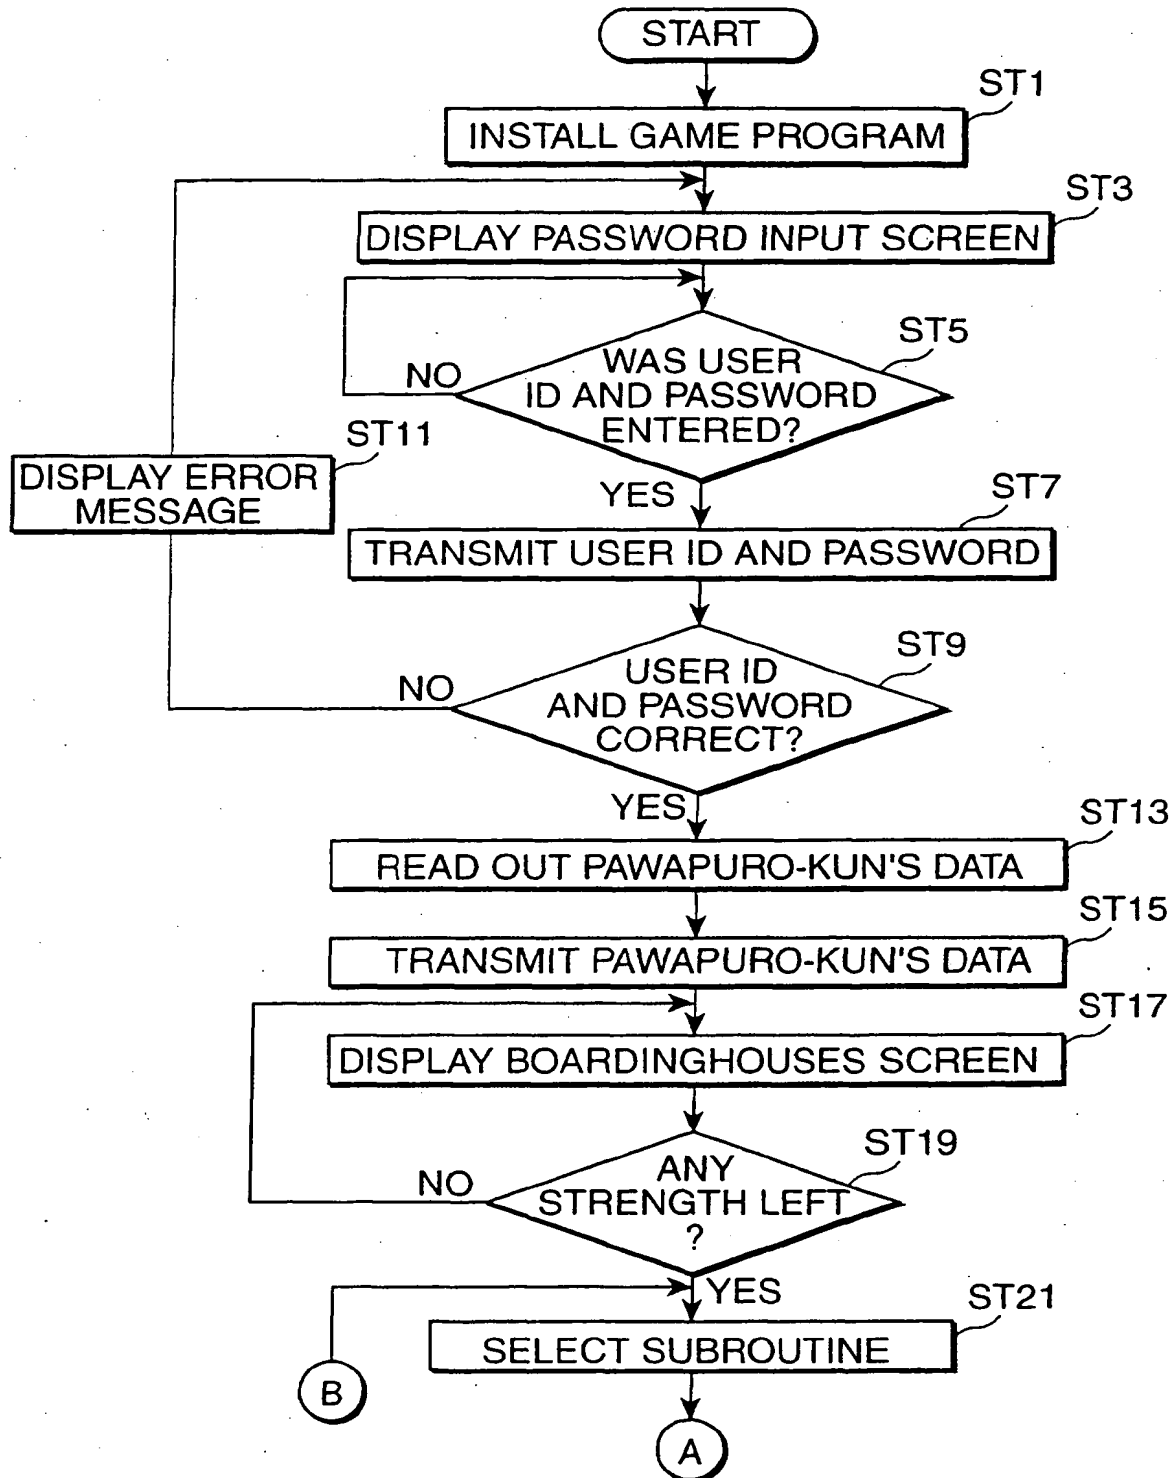 START
ST1
INSTALL GAME PROGRAM
ST3
DISPLAY PASSWORD INPUT SCREEN
ST5
WAS USER
ID AND PASSWORD
ENTERED?
NO
ST11
DISPLAY ERROR
MESSAGE
YES
ST7
TRANSMIT USER ID AND PASSWORD
ST9
USER ID
AND PASSWORD
CORRECT?
NO
YES
ST13
READ OUT PAWAPURO-KUN'S DATA
ST15
TRANSMIT PAWAPURO-KUN'S DATA
ST17
DISPLAY BOARDINGHOUSES SCREEN
ST19
ANY
STRENGTH LEFT
?
NO
YES
ST21
SELECT SUBROUTINE
B
A